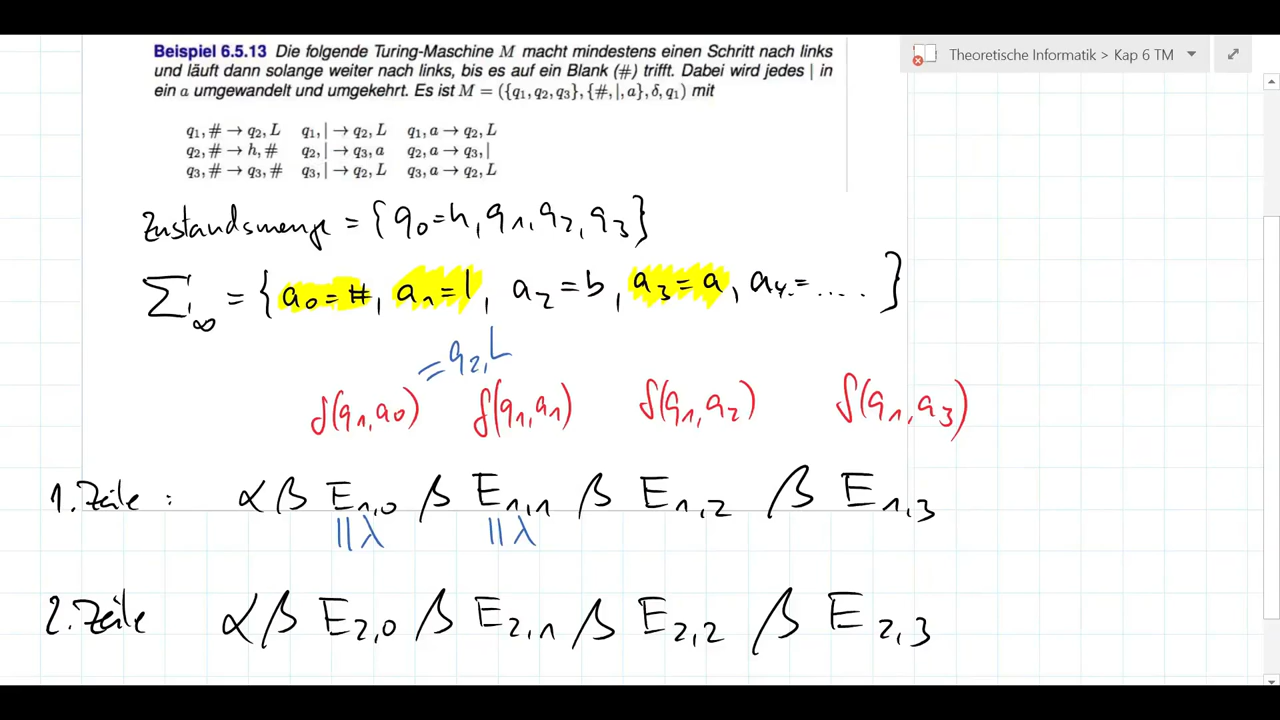 Beispiel 6.5.13 Die folgende Turing-Maschine M macht mindestens einen Schritt nach links
und läuft dann solange weiter nach links, bis es auf ein Blank (#) trifft. Dabei wird jedes | in
ein a umgewandelt und umgekehrt. Es ist M = ({q₁, q₂, q₃}, {#, |, a}, δ, q₁) mit
Theoretische Informatik > Kap 6 TM
q₁, # → q₂, L q₁, | → q₂, L q₁, a → q₂, L
q₂, # → h, # q₂, | → q₃, a q₂, a → q₃, |
q₃, # → q₃, # q₃, | → q₂, L q₃, a → q₂, L
Zustandsmenge = {q₀=h, q₁, q₂, q₃}
Σ∞ = {a₀=#, a₁=|, a₂=b, a₃=a, a₄=.....}
= q₂, L
δ(q₁,a₀) δ(q₁,a₁) δ(q₁,a₂) δ(q₁,a₃)
1. Zeile: α β E₁,₀ β E₁,₁ β E₁,₂ β E₁,₃
|| λ || λ
2. Zeile α β E₂,₀ β E₂,₁ β E₂,₂ β E₂,₃